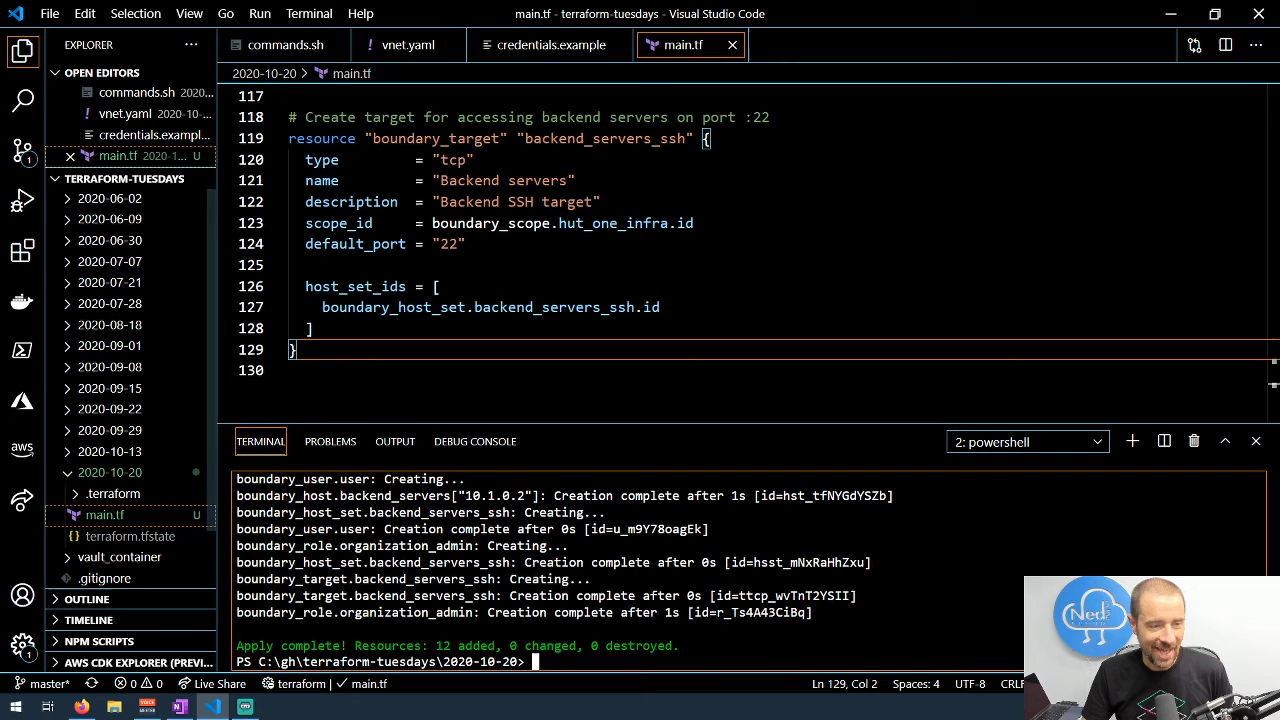 File Edit Selection View Go Run Terminal Help
main.tf - terraform-tuesdays - Visual Studio Code
EXPLORER
commands.sh
vnet.yaml
credentials.example
main.tf
OPEN EDITORS
2020-10-20 > main.tf
commands.sh 2020...
vnet.yaml 2020-10-...
credentials.exampl...
main.tf 2020-1... U
TERRAFORM-TUESDAYS
2020-06-02
2020-06-09
2020-06-30
2020-07-07
2020-07-21
2020-07-28
2020-08-18
2020-09-01
2020-09-08
2020-09-15
2020-09-22
2020-09-29
2020-10-13
2020-10-20
.terraform
main.tf U
terraform.tfstate
vault_container
.gitignore
OUTLINE
TIMELINE
NPM SCRIPTS
AWS CDK EXPLORER (PREVI...
117
118 # Create target for accessing backend servers on port :22
119 resource "boundary_target" "backend_servers_ssh" {
120 type = "tcp"
121 name = "Backend servers"
122 description = "Backend SSH target"
123 scope_id = boundary_scope.hut_one_infra.id
124 default_port = "22"
125
126 host_set_ids = [
127 boundary_host_set.backend_servers_ssh.id
128 ]
129 }
130
TERMINAL PROBLEMS OUTPUT DEBUG CONSOLE
2: powershell
boundary_user.user: Creating...
boundary_host.backend_servers["10.1.0.2"]: Creation complete after 1s [id=hst_tfNYGdYSZb]
boundary_host_set.backend_servers_ssh: Creating...
boundary_user.user: Creation complete after 0s [id=u_m9Y78oagEk]
boundary_role.organization_admin: Creating...
boundary_host_set.backend_servers_ssh: Creation complete after 0s [id=hsst_mNxRaHhZxu]
boundary_target.backend_servers_ssh: Creating...
boundary_target.backend_servers_ssh: Creation complete after 0s [id=ttcp_wvTnT2YSII]
boundary_role.organization_admin: Creation complete after 1s [id=r_Ts4A43CiBq]
Apply complete! Resources: 12 added, 0 changed, 0 destroyed.
PS C:\gh\terraform-tuesdays\2020-10-20>
aws
1
1
Ned
master* 0 0 Live Share terraform | main.tf
Ln 129, Col 2 Spaces: 4 UTF-8 CRLF